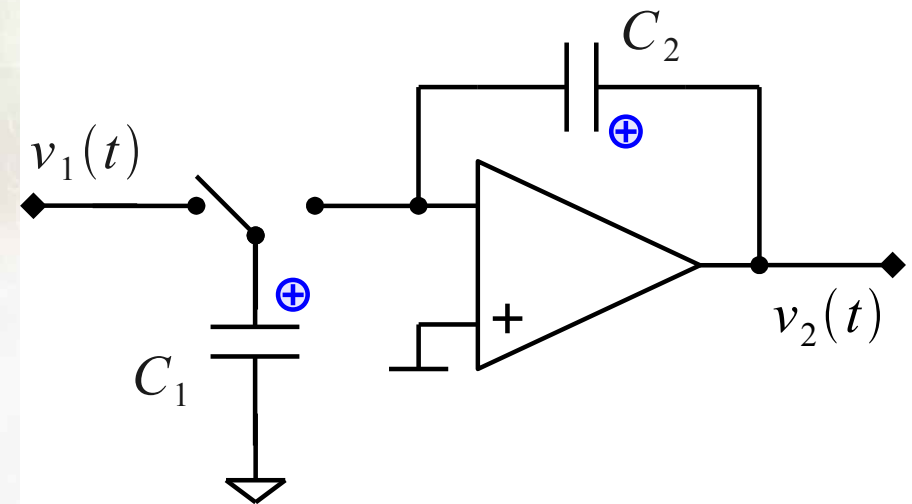 C₂
v₁(t)
⊕
⊕
+
C₁
v₂(t)